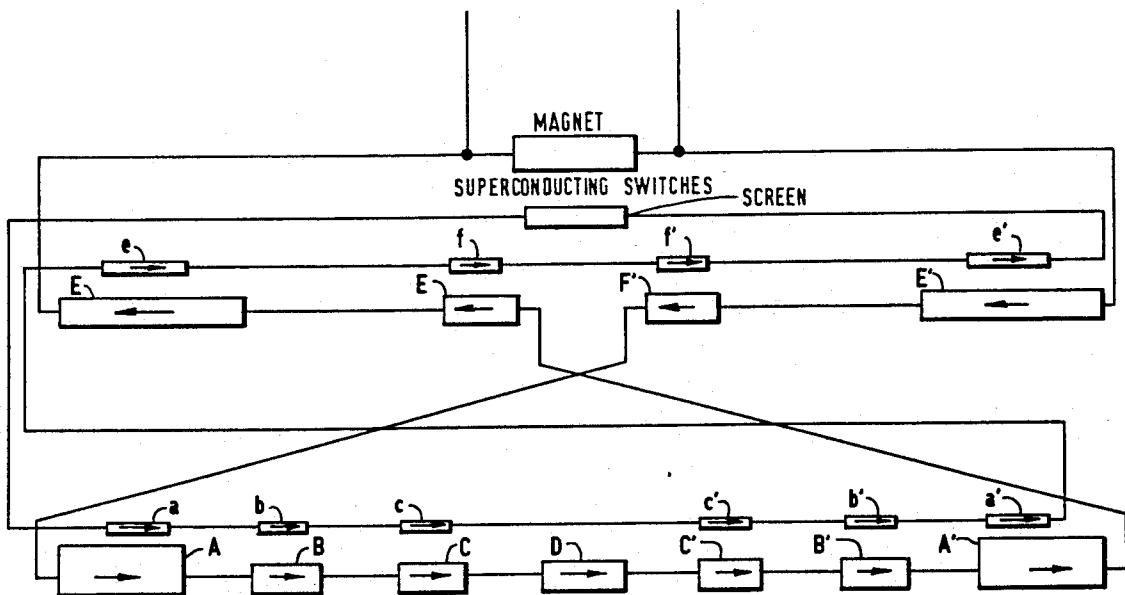 MAGNET
SUPERCONDUCTING SWITCHES
SCREEN
e f f' e'
E E F' E'
a b c c' b' a'
A B C D C' B' A'